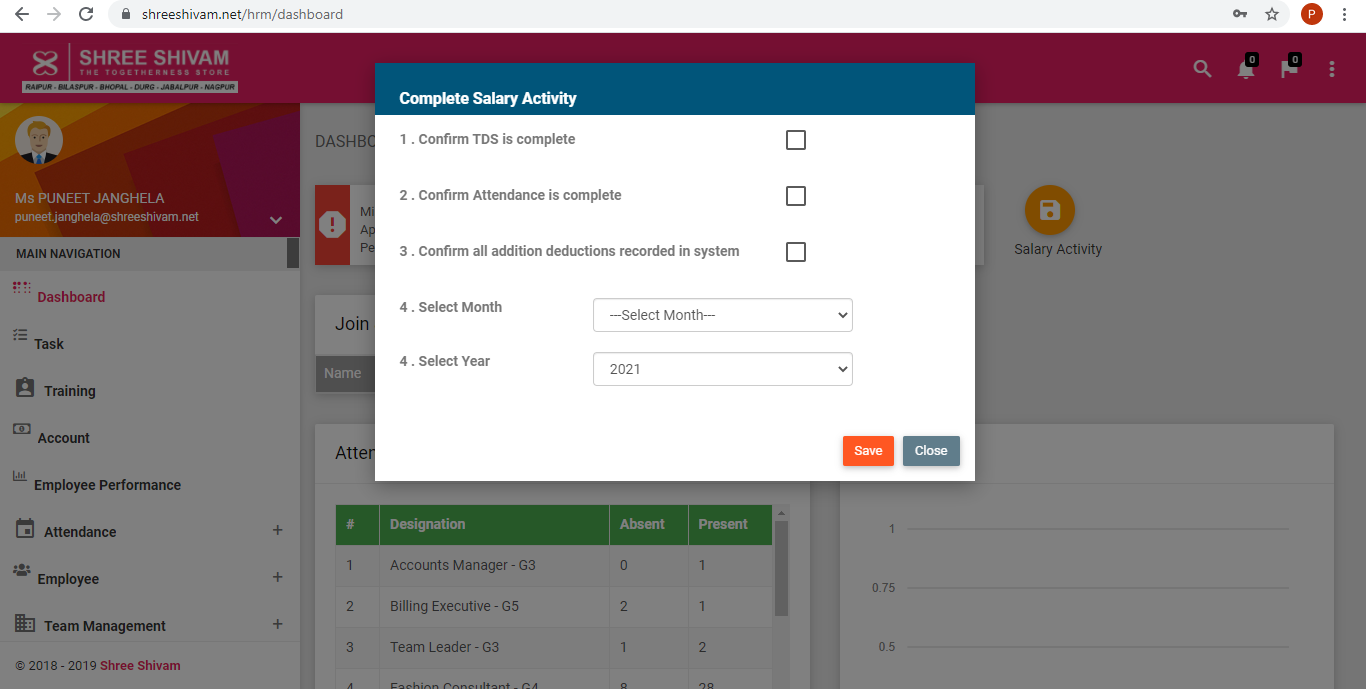 shreeshivam.net/hrm/dashboard
P
SHREE SHIVAM
THE TOGETHERNESS STORE
RAIPUR - BILASPUR - BHOPAL - DURG - JABALPUR - NAGPUR
0
0
Ms PUNEET JANGHELA
puneet.janghela@shreeshivam.net
MAIN NAVIGATION
Dashboard
Task
Training
Account
Employee Performance
Attendance +
Employee +
Team Management +
© 2018 - 2019 Shree Shivam
DASHBO
Mi
Ap
Pe
Salary Activity
Join
Name
Complete Salary Activity
1 . Confirm TDS is complete
2 . Confirm Attendance is complete
3 . Confirm all addition deductions recorded in system
4 . Select Month ---Select Month---
4 . Select Year 2021
Save Close
Atten
# Designation Absent Present
1 Accounts Manager - G3 0 1
2 Billing Executive - G5 2 1
3 Team Leader - G3 1 2
4 Fashion Consultant - G4 8 28
1
0.75
0.5